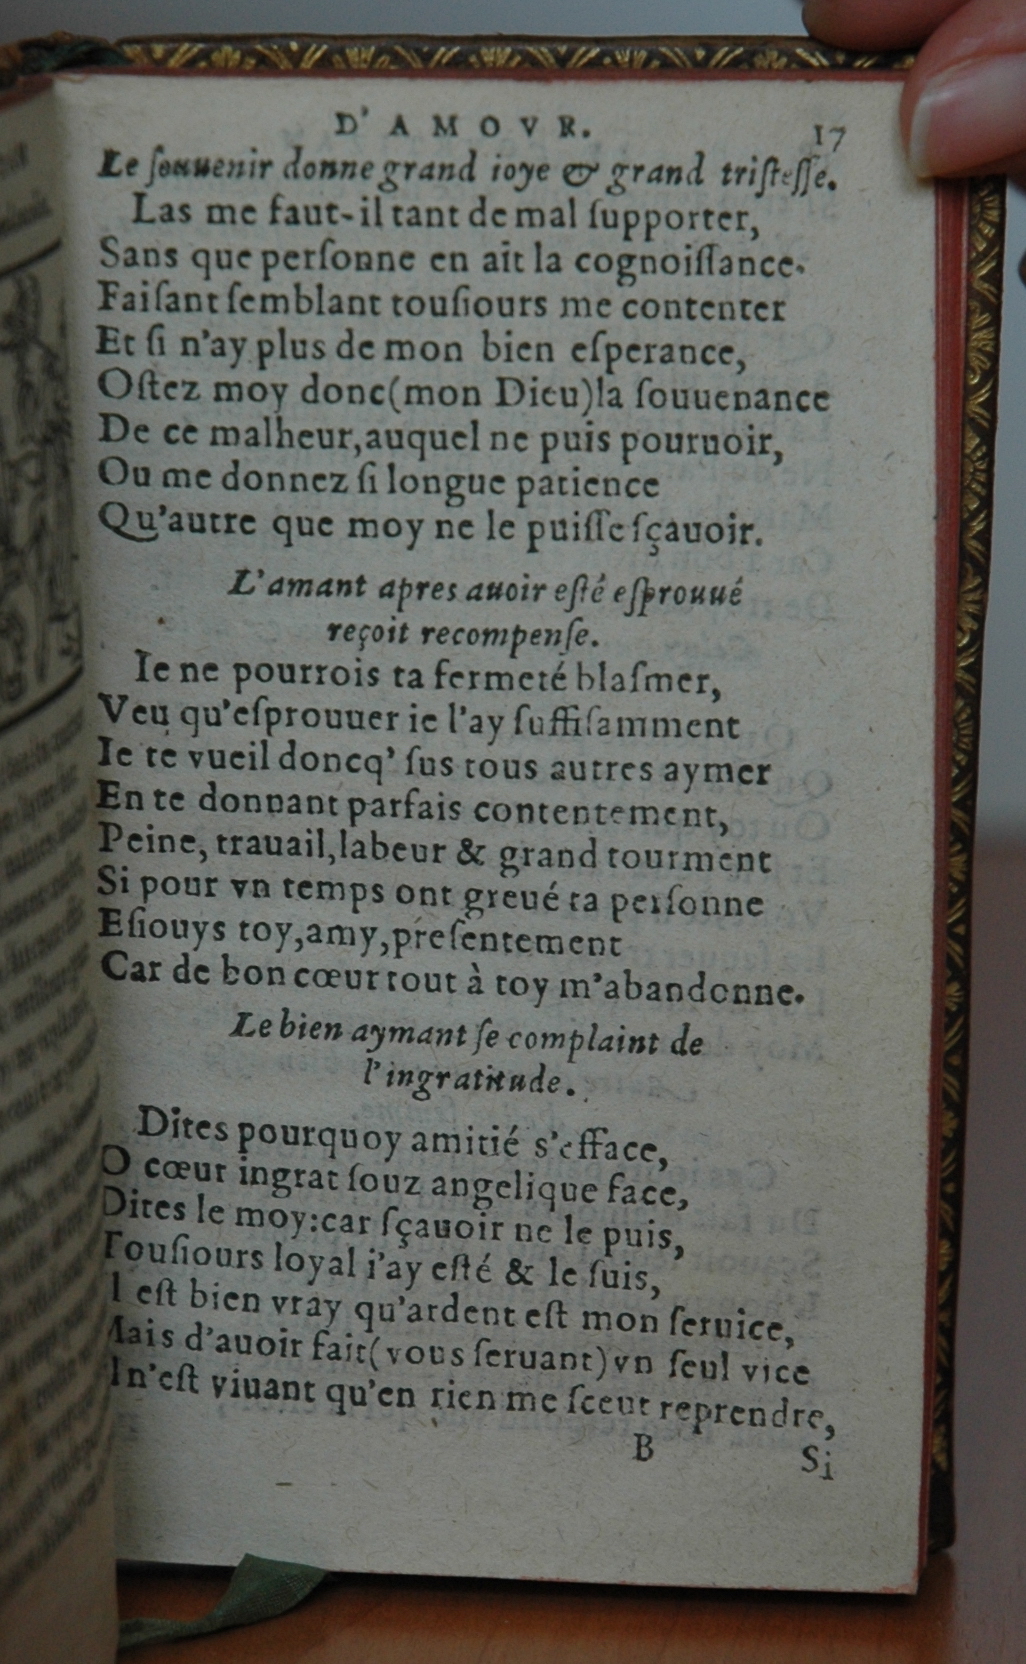 D'AMOVR.
17
Le ſouuenir donne grand ioye & grand triſteſſe.
Las me faut-il tant de mal ſupporter,
Sans que perſonne en ait la cognoiſſance.
Faiſant ſemblant touſiours me contenter
Et ſi n'ay plus de mon bien eſperance,
Oſtez moy donc(mon Dieu)la ſouuenance
De ce malheur,auquel ne puis pouruoir,
Ou me donnez ſi longue patience
Qu'autre que moy ne le puiſſe ſçauoir.
L'amant apres auoir eſté eſprouué
reçoit recompenſe.
Ie ne pourrois ta fermeté blaſmer,
Veu qu'eſprouuer ie l'ay ſuffiſamment
Ie te vueil doncq' ſus tous autres aymer
En te donnant parfais contentement,
Peine, trauail,labeur & grand tourment
Si pour vn temps ont greué ta perſonne
Eſiouys toy,amy,preſentement
Car de bon cœur tout à toy m'abandonne.
Le bien aymant ſe complaint de
l'ingratitude.
Dites pourquoy amitié s'efface,
O cœur ingrat ſouz angelique face,
Dites le moy:car ſçauoir ne le puis,
Touſiours loyal i'ay eſté & le ſuis,
Il eſt bien vray qu'ardent eſt mon ſeruice,
Mais d'auoir fait(vous ſeruant)vn ſeul vice
Il n'eſt viuant qu'en rien me ſceut reprendre,
B
Si